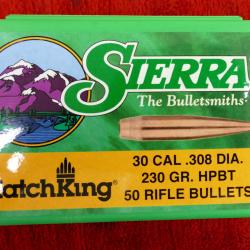 SIERRA
The Bulletsmiths®
MatchKing®
30 CAL .308 DIA.
230 GR. HPBT
50 RIFLE BULLETS